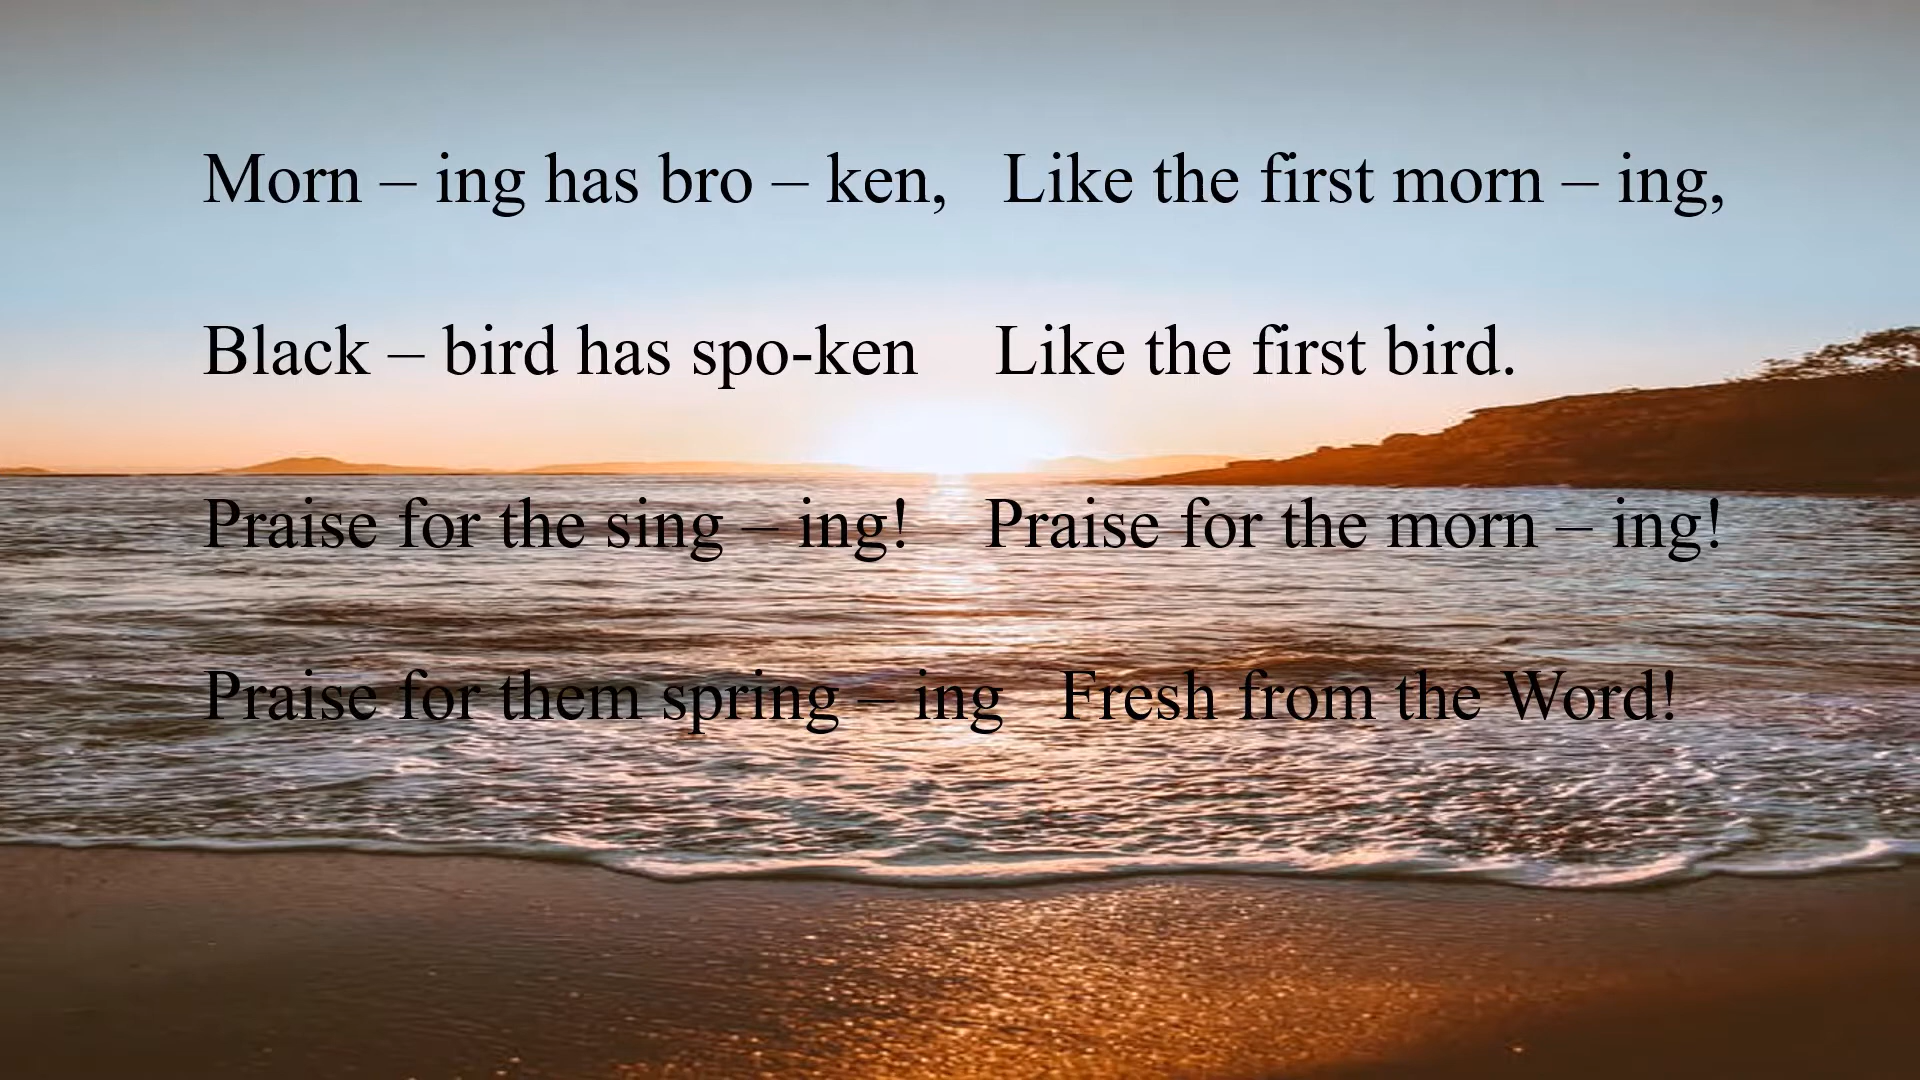 Morn – ing has bro – ken, Like the first morn – ing,
Black – bird has spo-ken Like the first bird.
Praise for the sing – ing! Praise for the morn – ing!
Praise for them spring – ing Fresh from the Word!